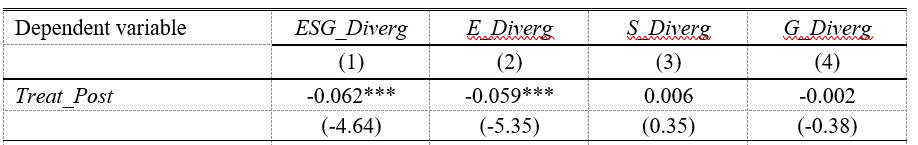 Dependent variable ESG_Diverg E_Diverg S_Diverg G_Diverg
(1) (2) (3) (4)
Treat_Post -0.062*** -0.059*** 0.006 -0.002
(-4.64) (-5.35) (0.35) (-0.38)